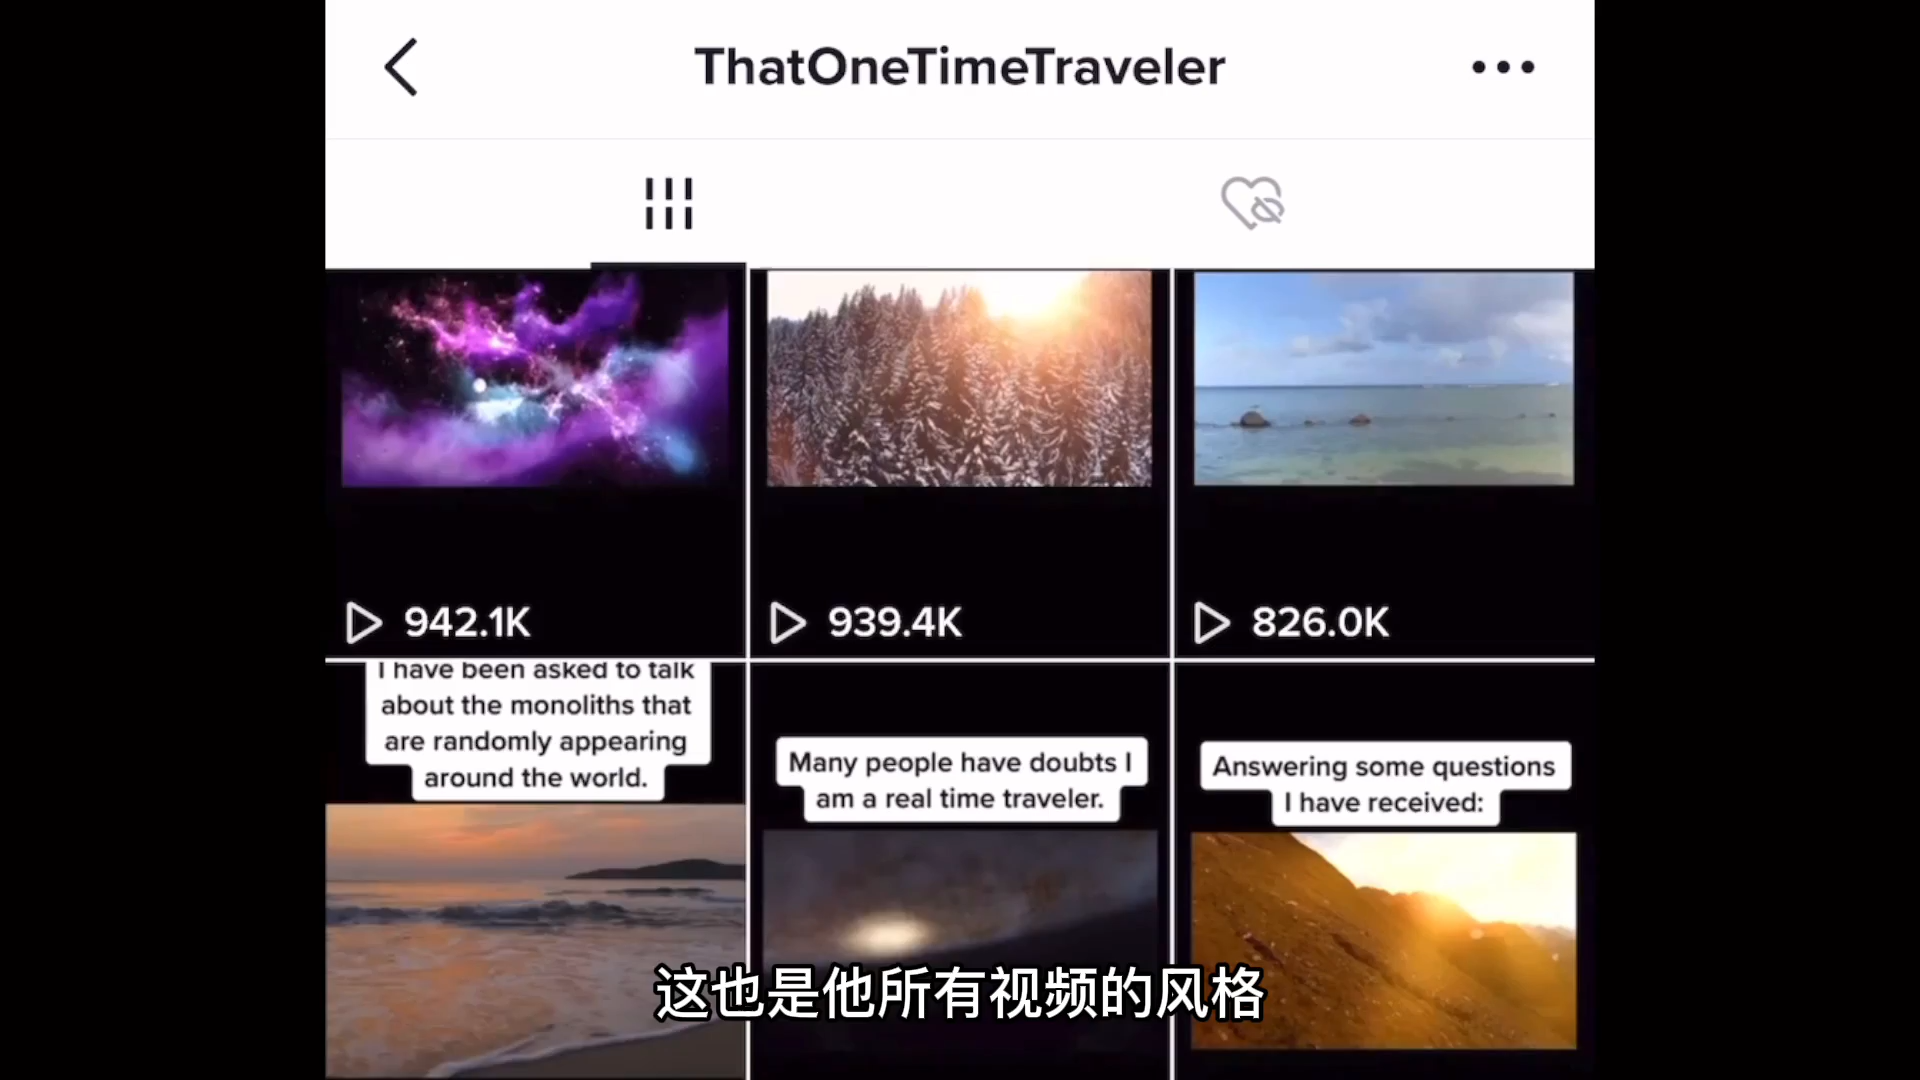 ThatOneTimeTraveler
942.1K
939.4K
826.0K
I have been asked to talk
about the monoliths that
are randomly appearing
around the world.
Many people have doubts I
am a real time traveler.
Answering some questions
I have received:
这也是他所有视频的风格